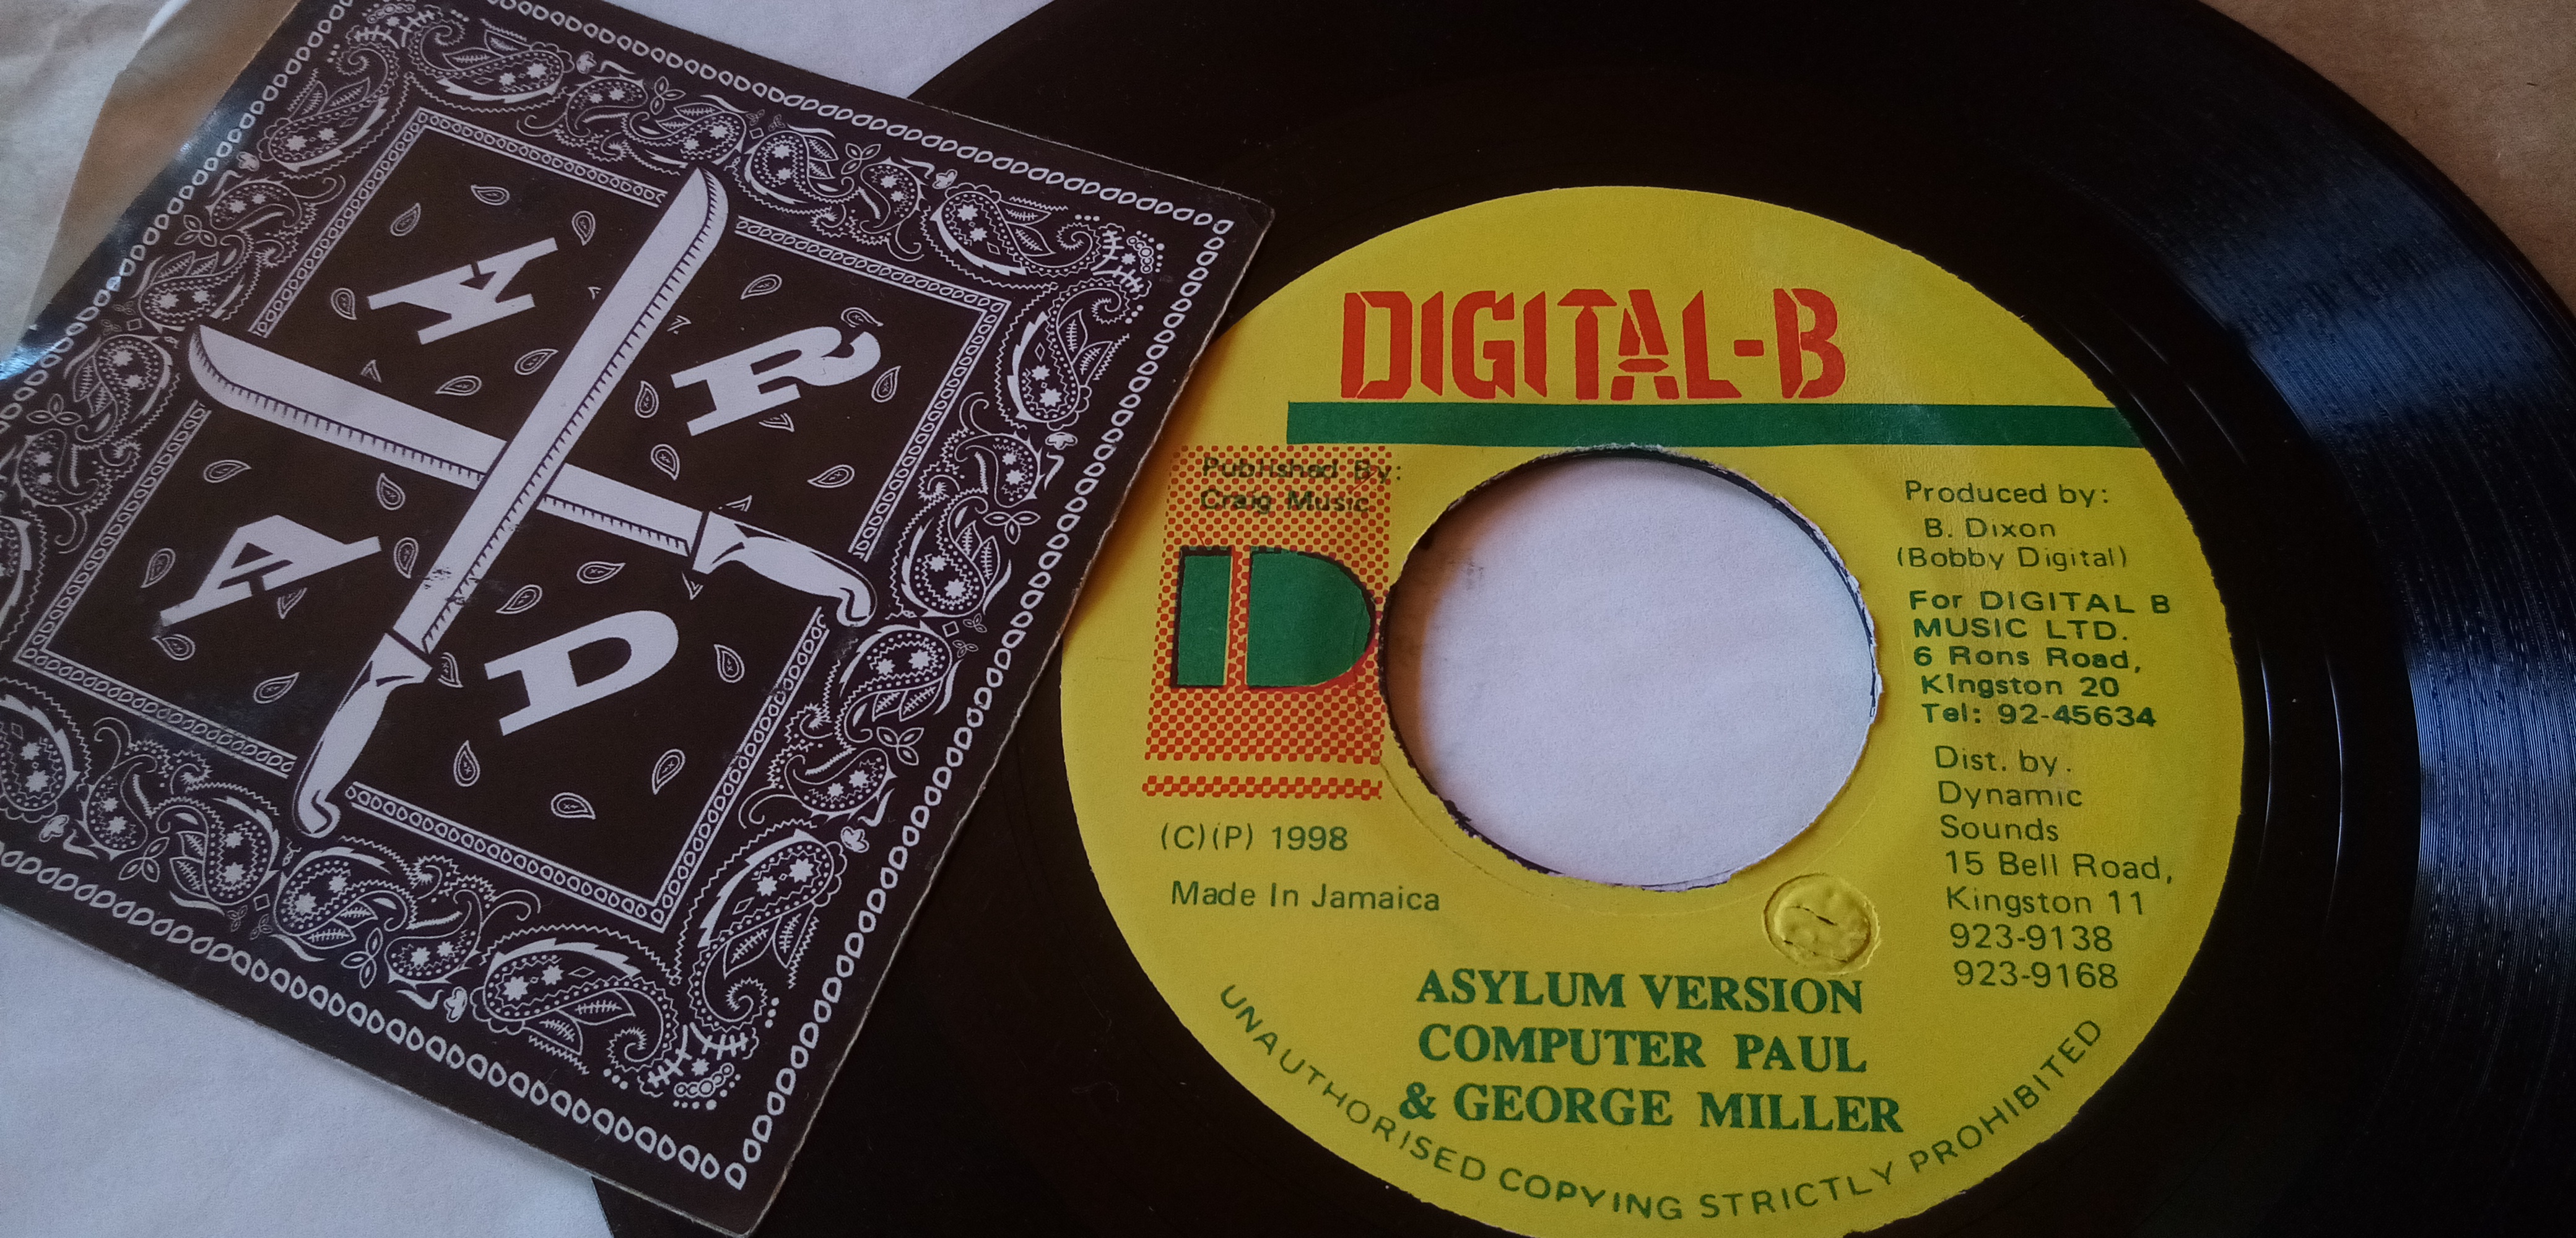 A R
A D
DIGITAL-B
Published By:
Craig Music
D
(C)(P) 1998
Made In Jamaica
Produced by:
B. Dixon
(Bobby Digital)
For DIGITAL B
MUSIC LTD.
6 Rons Road,
Kingston 20
Tel: 92-45634
Dist. by.
Dynamic
Sounds
15 Bell Road,
Kingston 11
923-9138
923-9168
ASYLUM VERSION
COMPUTER PAUL
& GEORGE MILLER
UNAUTHORISED COPYING STRICTLY PROHIBITED